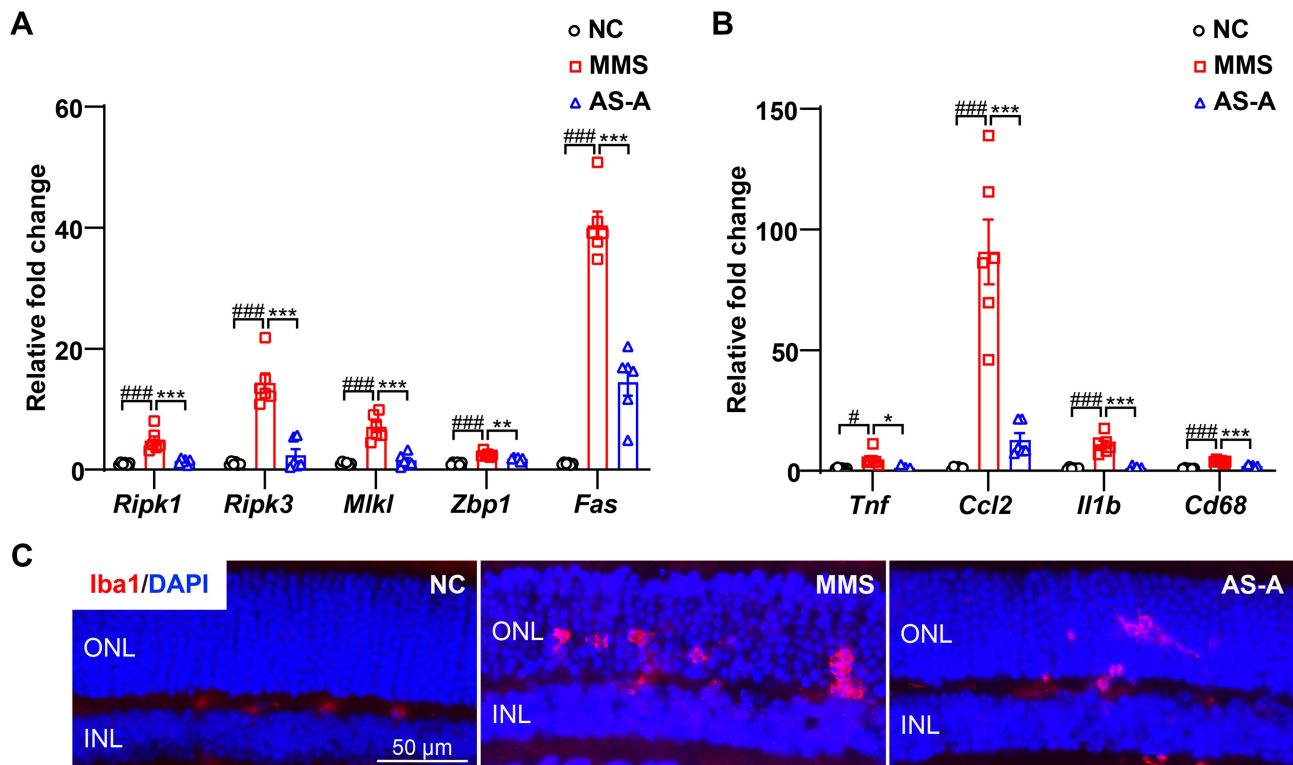 A
NC
MMS
AS-A
Relative fold change
60
40
20
0
### ***
### ***
### ***
### **
### ***
Ripk1 Ripk3 Mlkl Zbp1 Fas
B
NC
MMS
AS-A
Relative fold change
150
100
50
0
# *
### ***
### ***
### ***
Tnf Ccl2 Il1b Cd68
C
Iba1/DAPI
NC
ONL
INL
50 µm
MMS
ONL
INL
AS-A
ONL
INL